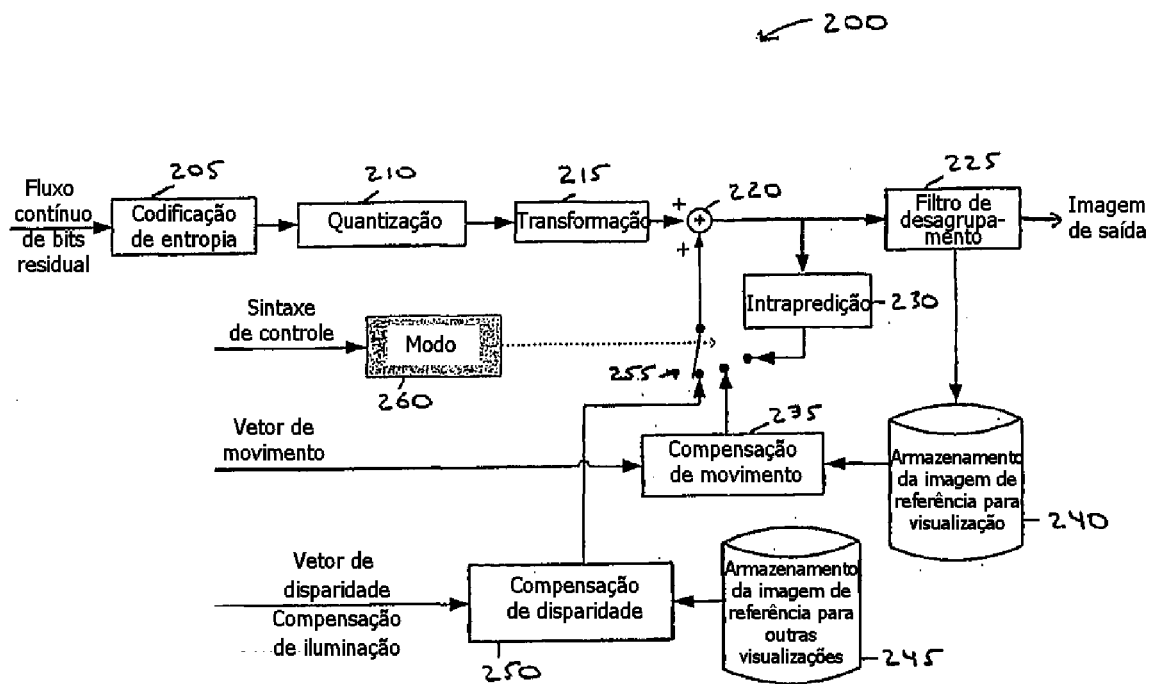 200
205
210
215
220
225
Fluxo
contínuo
de bits
residual
Codificação
de entropia
Quantização
Transformação
+
+
+
Filtro de
desagrupa-
mento
Imagem
de saída
Intrapredição
230
Sintaxe
de controle
Modo
260
255
Vetor de
movimento
235
Compensação
de movimento
Armazenamento
da imagem de
referência para
visualização
240
Vetor de
disparidade
Compensação
de iluminação
Compensação
de disparidade
250
Armazenamento
da imagem de
referência para
outras
visualizações
245